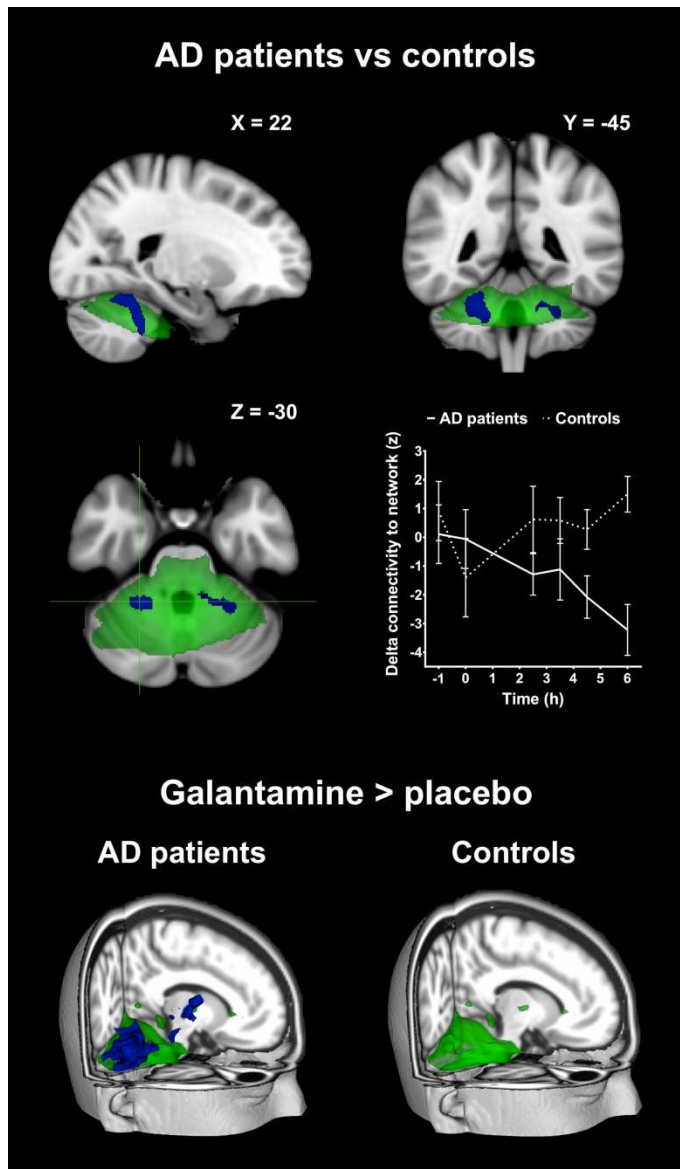 AD patients vs controls
X = 22
Y = -45
Z = -30
AD patients
Controls
Delta connectivity to network (z)
3
2
1
0
-1
-2
-3
-4
-1
0
1
2
3
4
5
6
Time (h)
Galantamine > placebo
AD patients
Controls